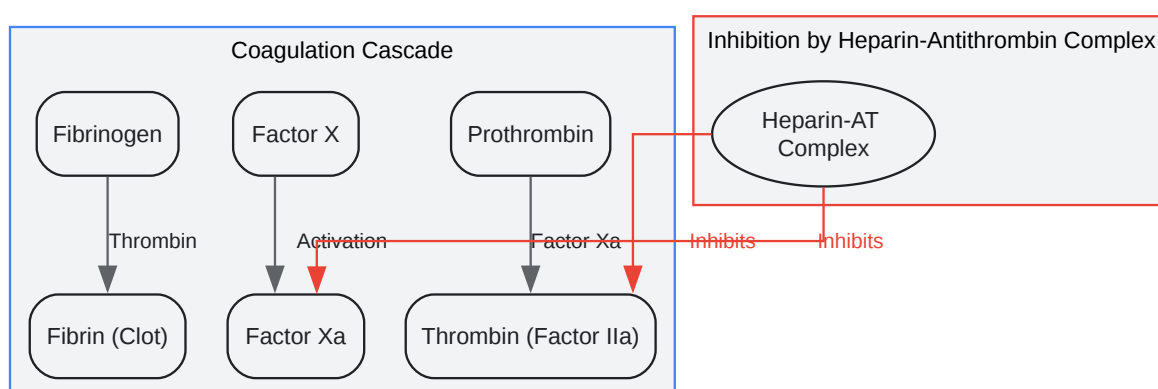 Coagulation Cascade
Inhibition by Heparin-Antithrombin Complex
Fibrinogen
Factor X
Prothrombin
Heparin-AT
Complex
Thrombin
Activation
Factor Xa
Inhibits
Inhibits
Fibrin (Clot)
Factor Xa
Thrombin (Factor IIa)